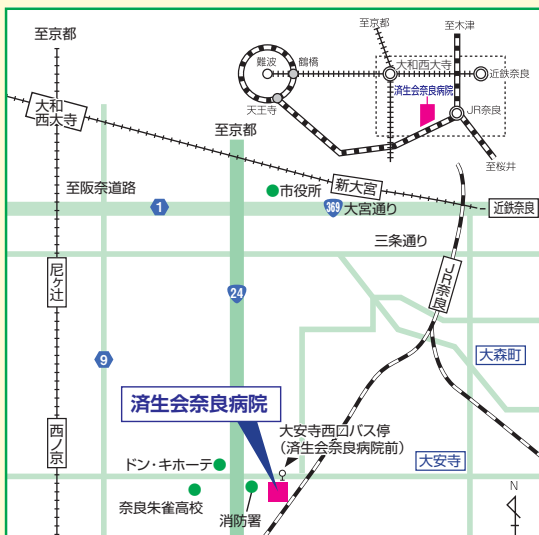 至京都
至京都
至木津
難波
鶴橋
大和西大寺
近鉄奈良
済生会奈良病院
天王寺
JR奈良
至桜井
大和
西大寺
至京都
至阪奈道路
市役所
新大宮
1
369
大宮通り
近鉄奈良
三条通り
尼ヶ辻
24
JR奈良
9
大森町
済生会奈良病院
西ノ京
大安寺西口バス停
(済生会奈良病院前)
大安寺
ドン・キホーテ
奈良朱雀高校
消防署
N